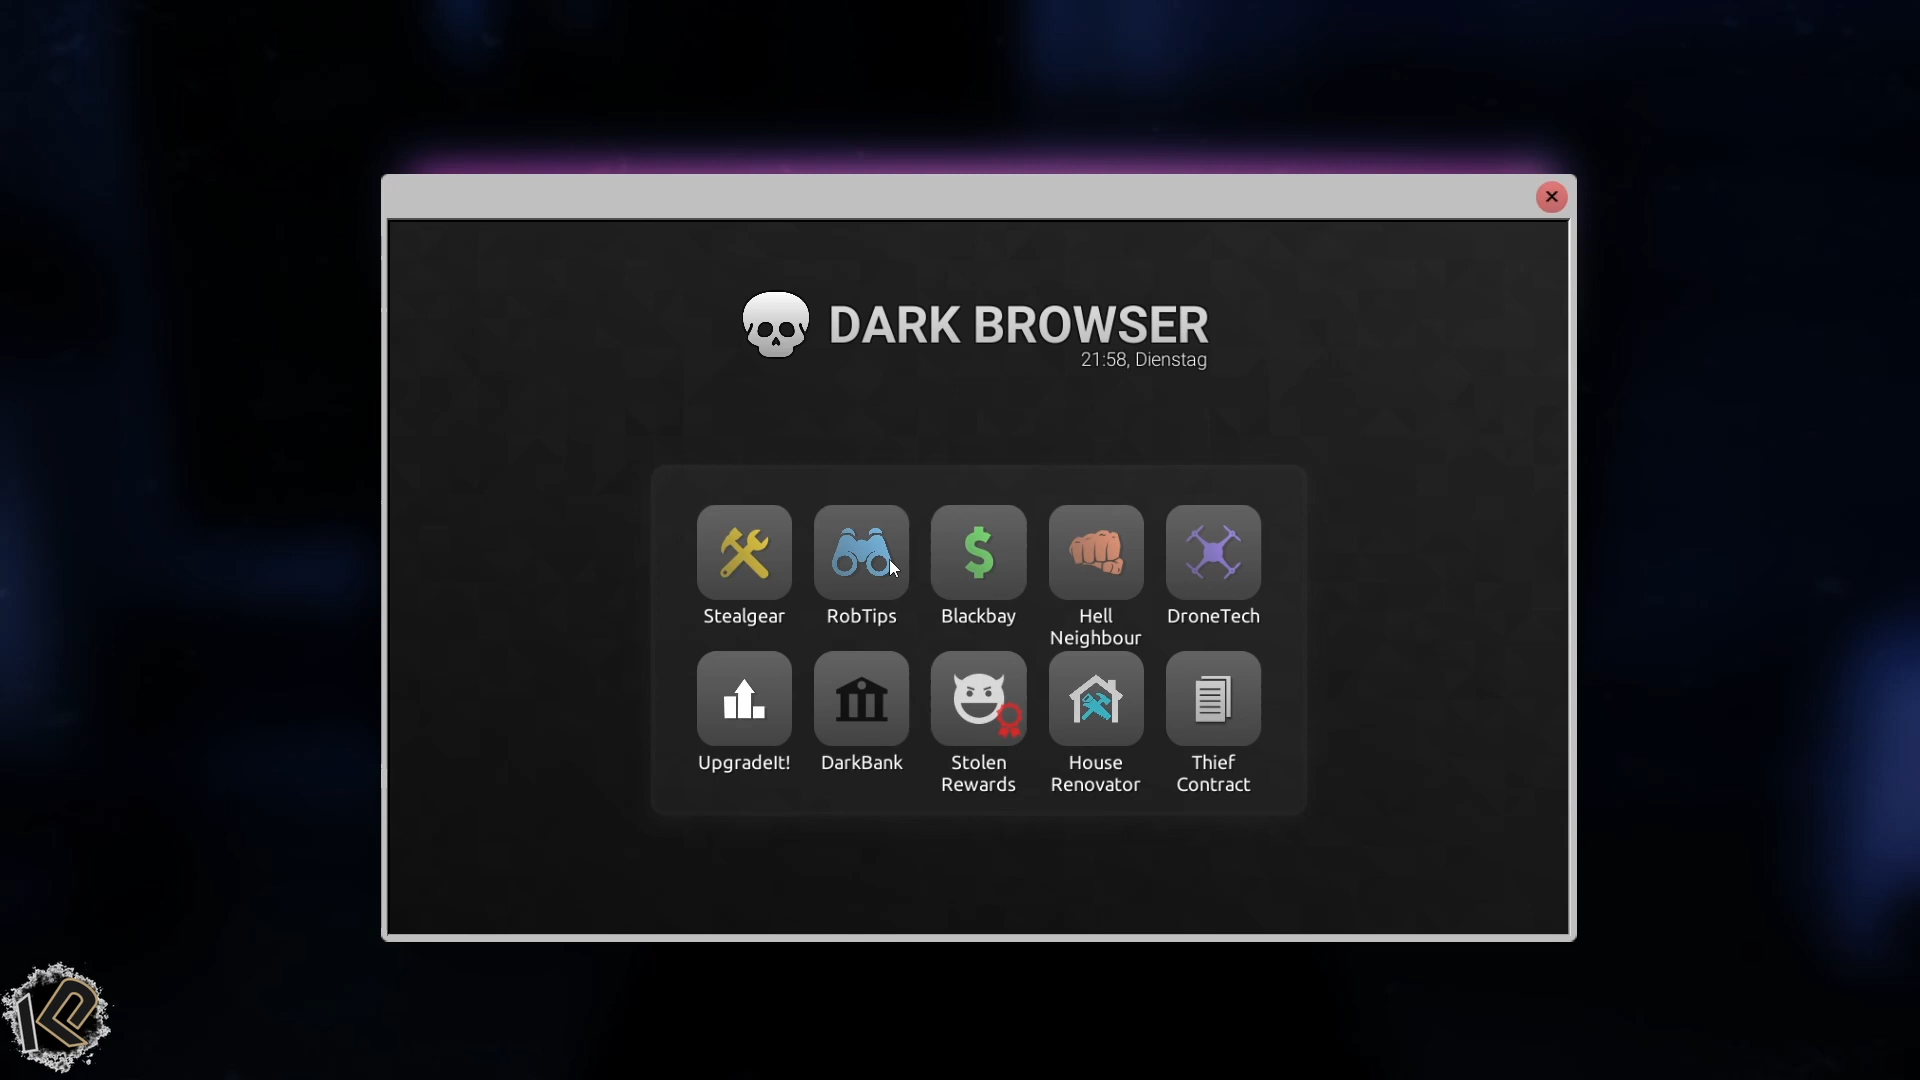 DARK BROWSER
21:58, Dienstag
Stealgear
RobTips
Blackbay
Hell
Neighbour
DroneTech
UpgradeIt!
DarkBank
Stolen
Rewards
House
Renovator
Thief
Contract